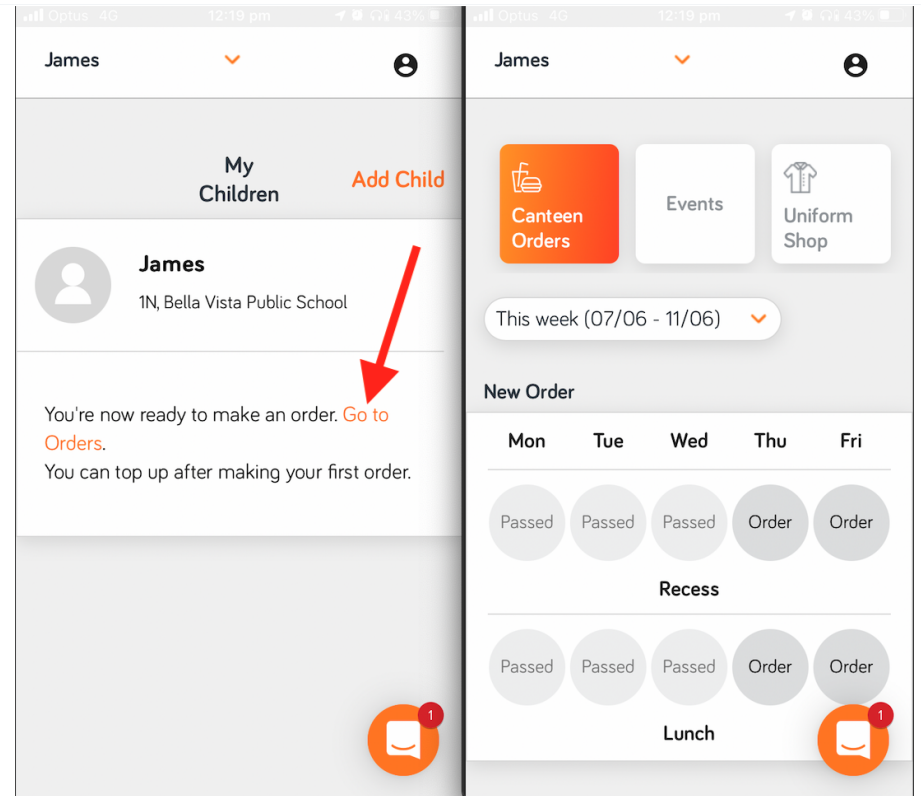 Optus 4G 12:19 pm 43%
James
My
Children
Add Child
James
1N, Bella Vista Public School
You're now ready to make an order. Go to
Orders.
You can top up after making your first order.
1
Optus 4G 12:19 pm 43%
James
Canteen
Orders
Events
Uniform
Shop
This week (07/06 - 11/06)
New Order
Mon Tue Wed Thu Fri
Passed Passed Passed Order Order
Recess
Passed Passed Passed Order Order
Lunch
1